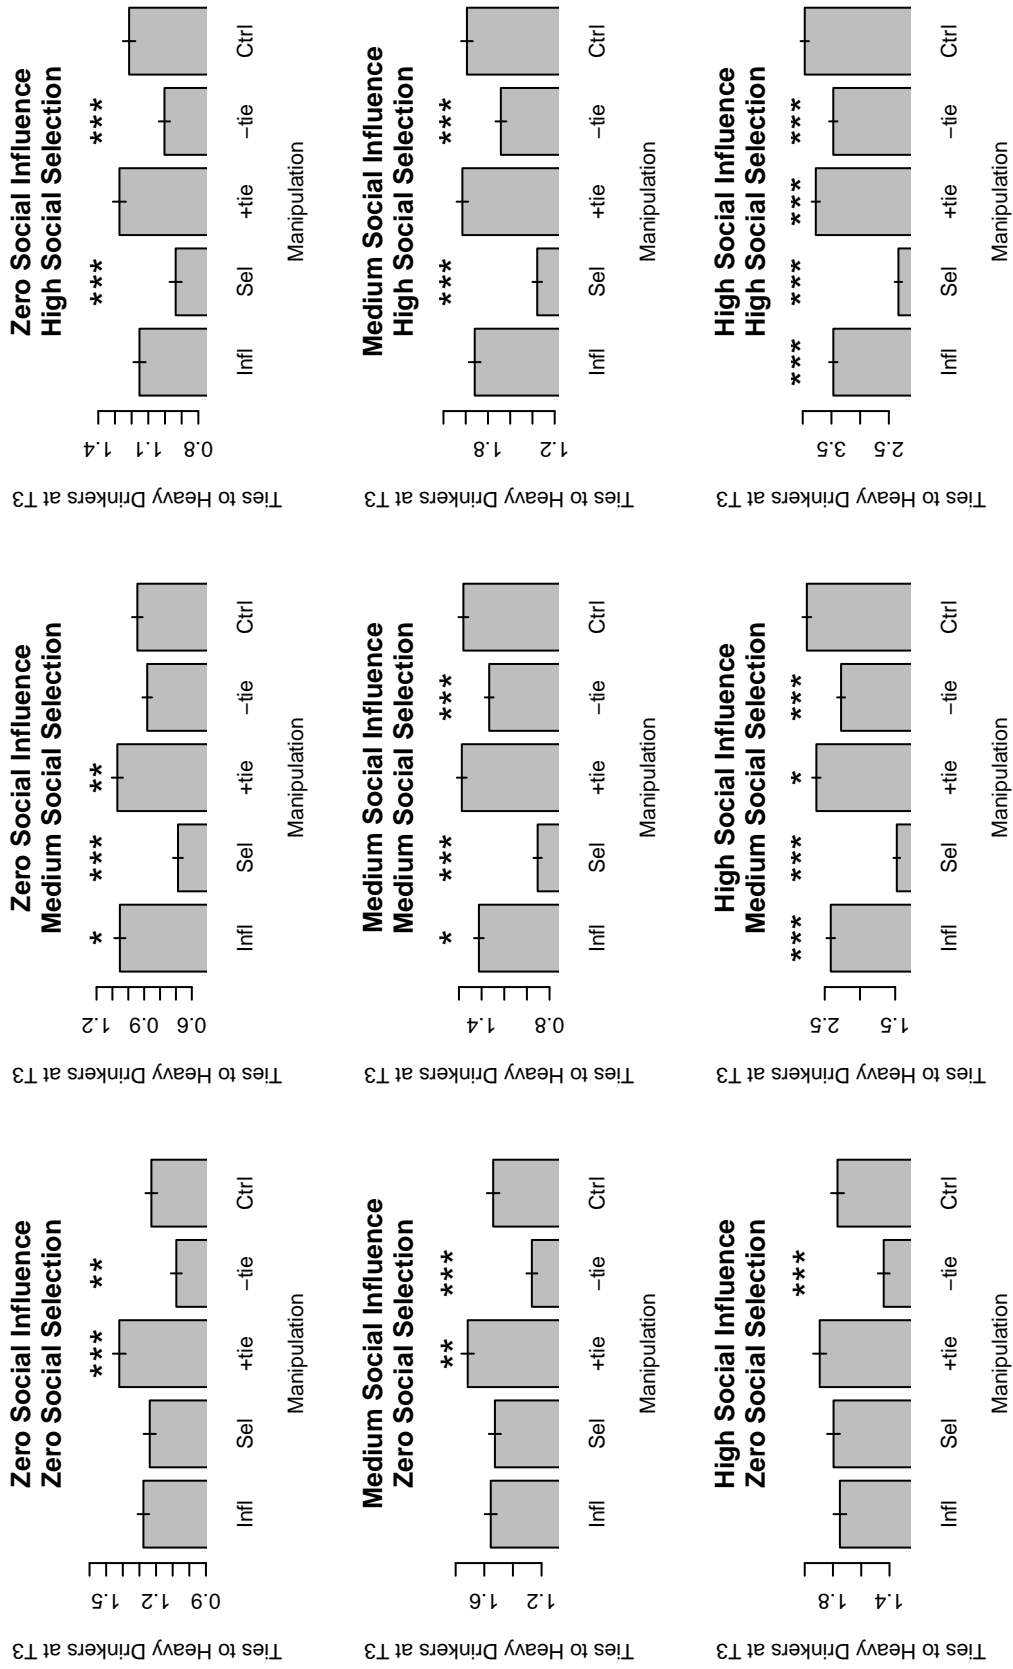 Zero Social Influence
Zero Social Selection
*** **
Ties to Heavy Drinkers at T3
1.5
1.2
0.9
Infl Sel +tie −tie Ctrl
Manipulation
Zero Social Influence
Medium Social Selection
* *** **
Ties to Heavy Drinkers at T3
1.2
0.9
0.6
Infl Sel +tie −tie Ctrl
Manipulation
Zero Social Influence
High Social Selection
*** ***
Ties to Heavy Drinkers at T3
1.4
1.1
0.8
Infl Sel +tie −tie Ctrl
Manipulation
Medium Social Influence
Zero Social Selection
** ***
Ties to Heavy Drinkers at T3
1.6
1.2
Infl Sel +tie −tie Ctrl
Manipulation
Medium Social Influence
Medium Social Selection
* *** ***
Ties to Heavy Drinkers at T3
1.4
0.8
Infl Sel +tie −tie Ctrl
Manipulation
Medium Social Influence
High Social Selection
*** ***
Ties to Heavy Drinkers at T3
1.8
1.2
Infl Sel +tie −tie Ctrl
Manipulation
High Social Influence
Zero Social Selection
***
Ties to Heavy Drinkers at T3
1.8
1.4
Infl Sel +tie −tie Ctrl
Manipulation
High Social Influence
Medium Social Selection
*** *** * ***
Ties to Heavy Drinkers at T3
2.5
1.5
Infl Sel +tie −tie Ctrl
Manipulation
High Social Influence
High Social Selection
*** *** *** ***
Ties to Heavy Drinkers at T3
3.5
2.5
Infl Sel +tie −tie Ctrl
Manipulation